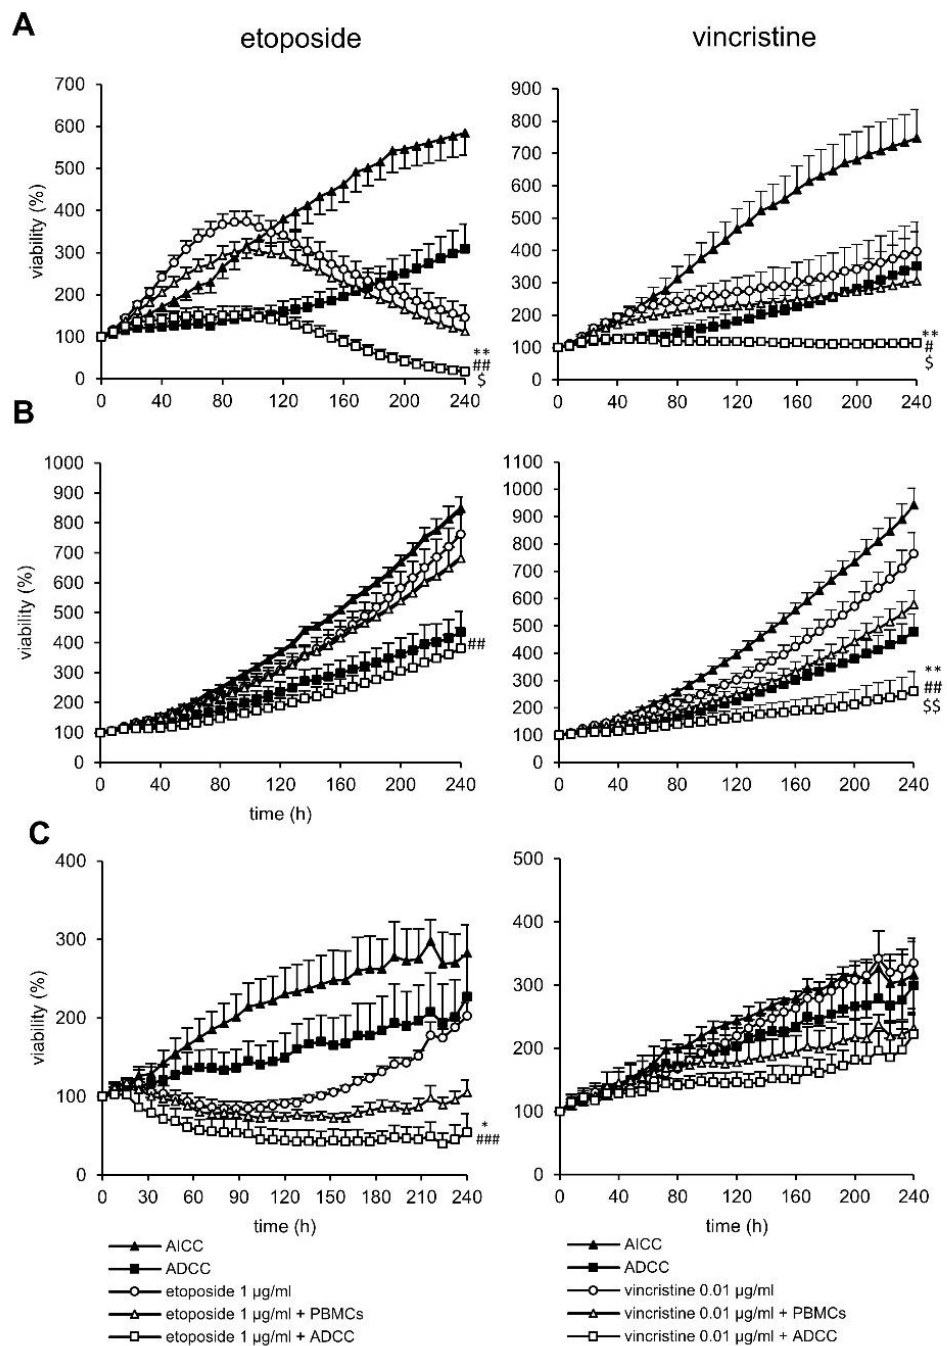 A
etoposide
vincristine
700
600
500
400
300
200
100
0
viability (%)
0 40 80 120 160 200 240
**
##
$
900
800
700
600
500
400
300
200
100
0
0 40 80 120 160 200 240
**
#
$
B
1000
900
800
700
600
500
400
300
200
100
0
viability (%)
0 40 80 120 160 200 240
time (h)
##
1100
1000
900
800
700
600
500
400
300
200
100
0
0 40 80 120 160 200 240
**
##
$$
C
400
300
200
100
0
viability (%)
0 30 60 90 120 150 180 210 240
time (h)
*
###
500
400
300
200
100
0
0 40 80 120 160 200 240
time (h)
AICC
ADCC
etoposide 1 µg/ml
etoposide 1 µg/ml + PBMCs
etoposide 1 µg/ml + ADCC
AICC
ADCC
vincristine 0.01 µg/ml
vincristine 0.01 µg/ml + PBMCs
vincristine 0.01 µg/ml + ADCC